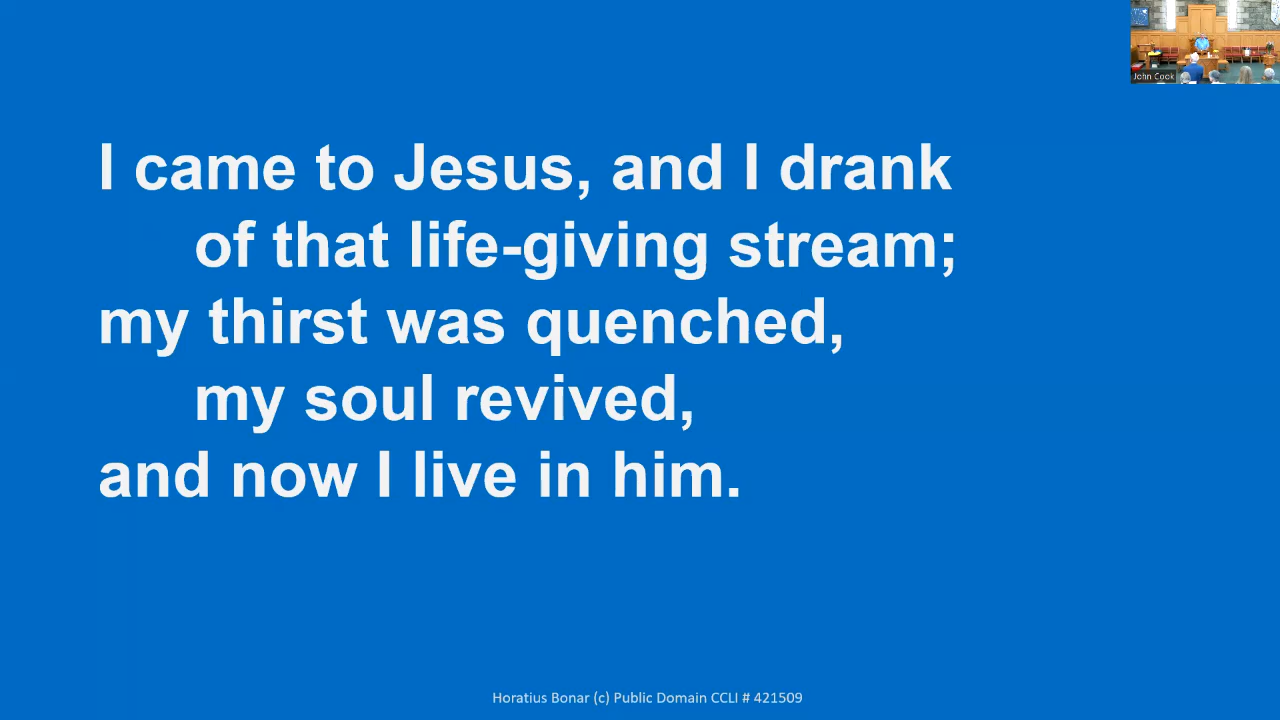 John Cook
I came to Jesus, and I drank
of that life-giving stream;
my thirst was quenched,
my soul revived,
and now I live in him.
Horatius Bonar (c) Public Domain CCLI # 421509